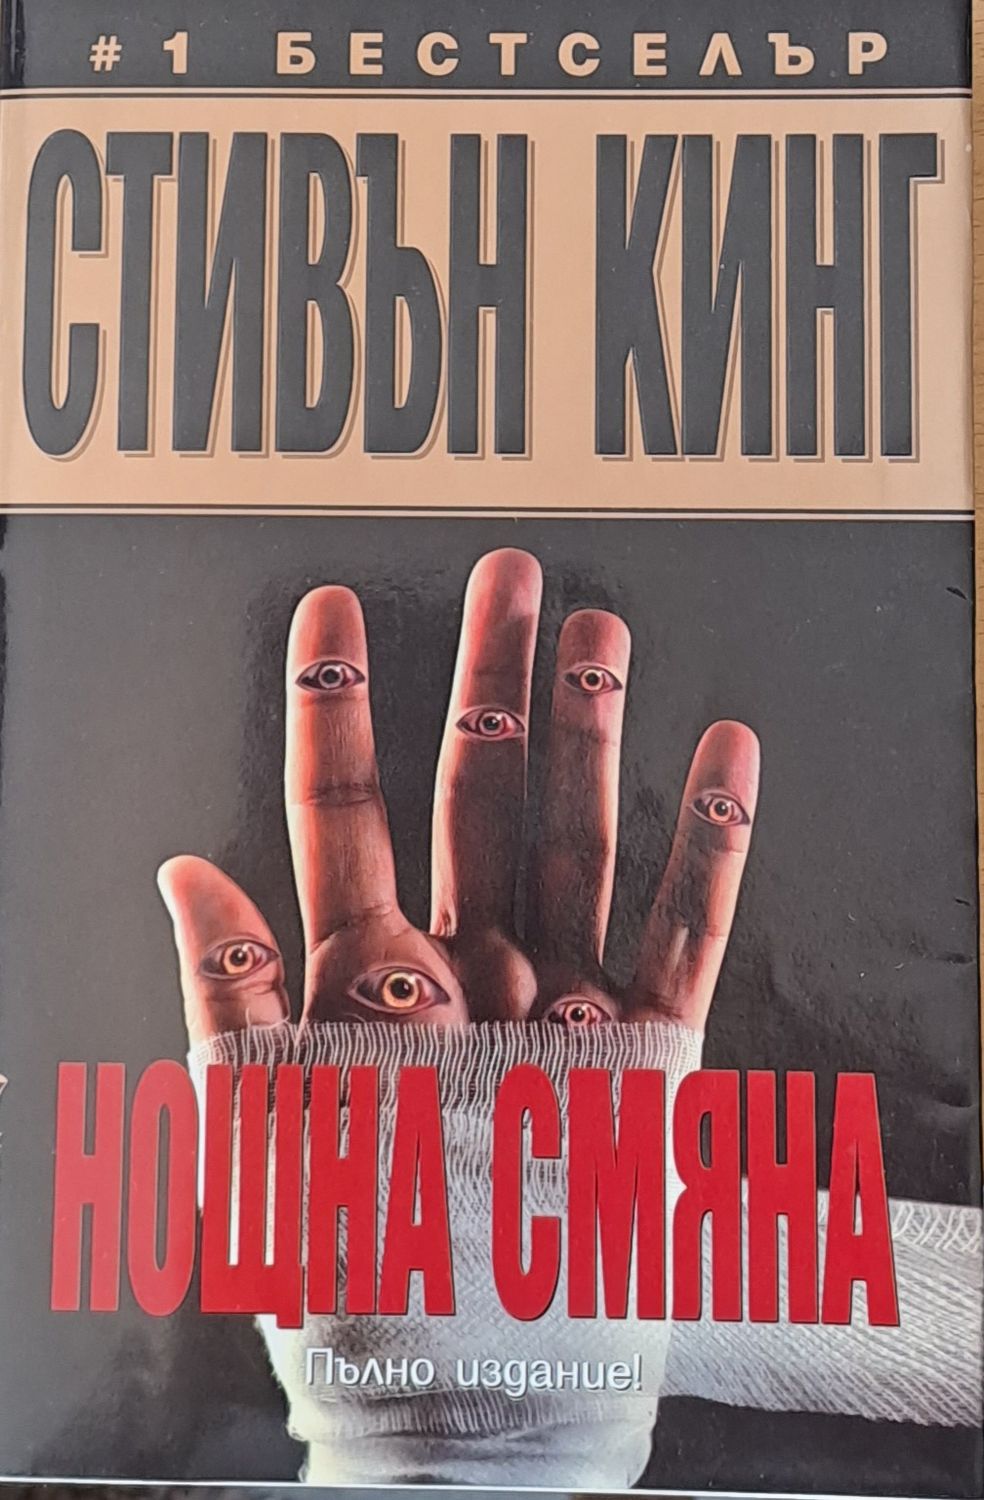 #1 БЕСТСЕЛЪР
СТИВЪН КИНГ
НОЩНА СМЯНА
Пълно издание!